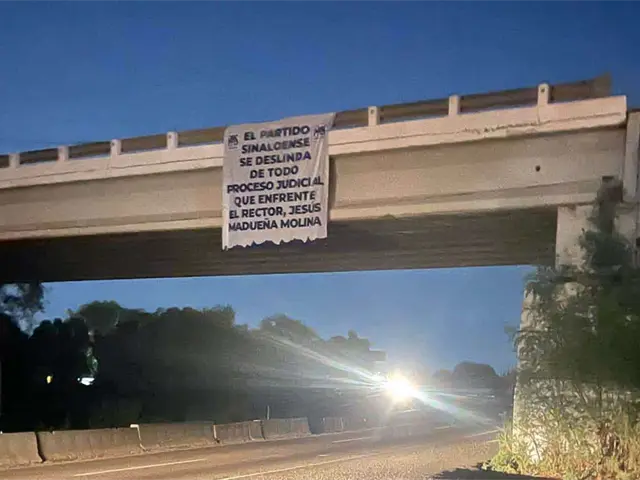 EL PARTIDO
SINALOENSE
SE DESLINDA
DE TODO
PROCESO JUDICIAL
QUE ENFRENTE
EL RECTOR, JESÚS
MADUEÑA MOLINA